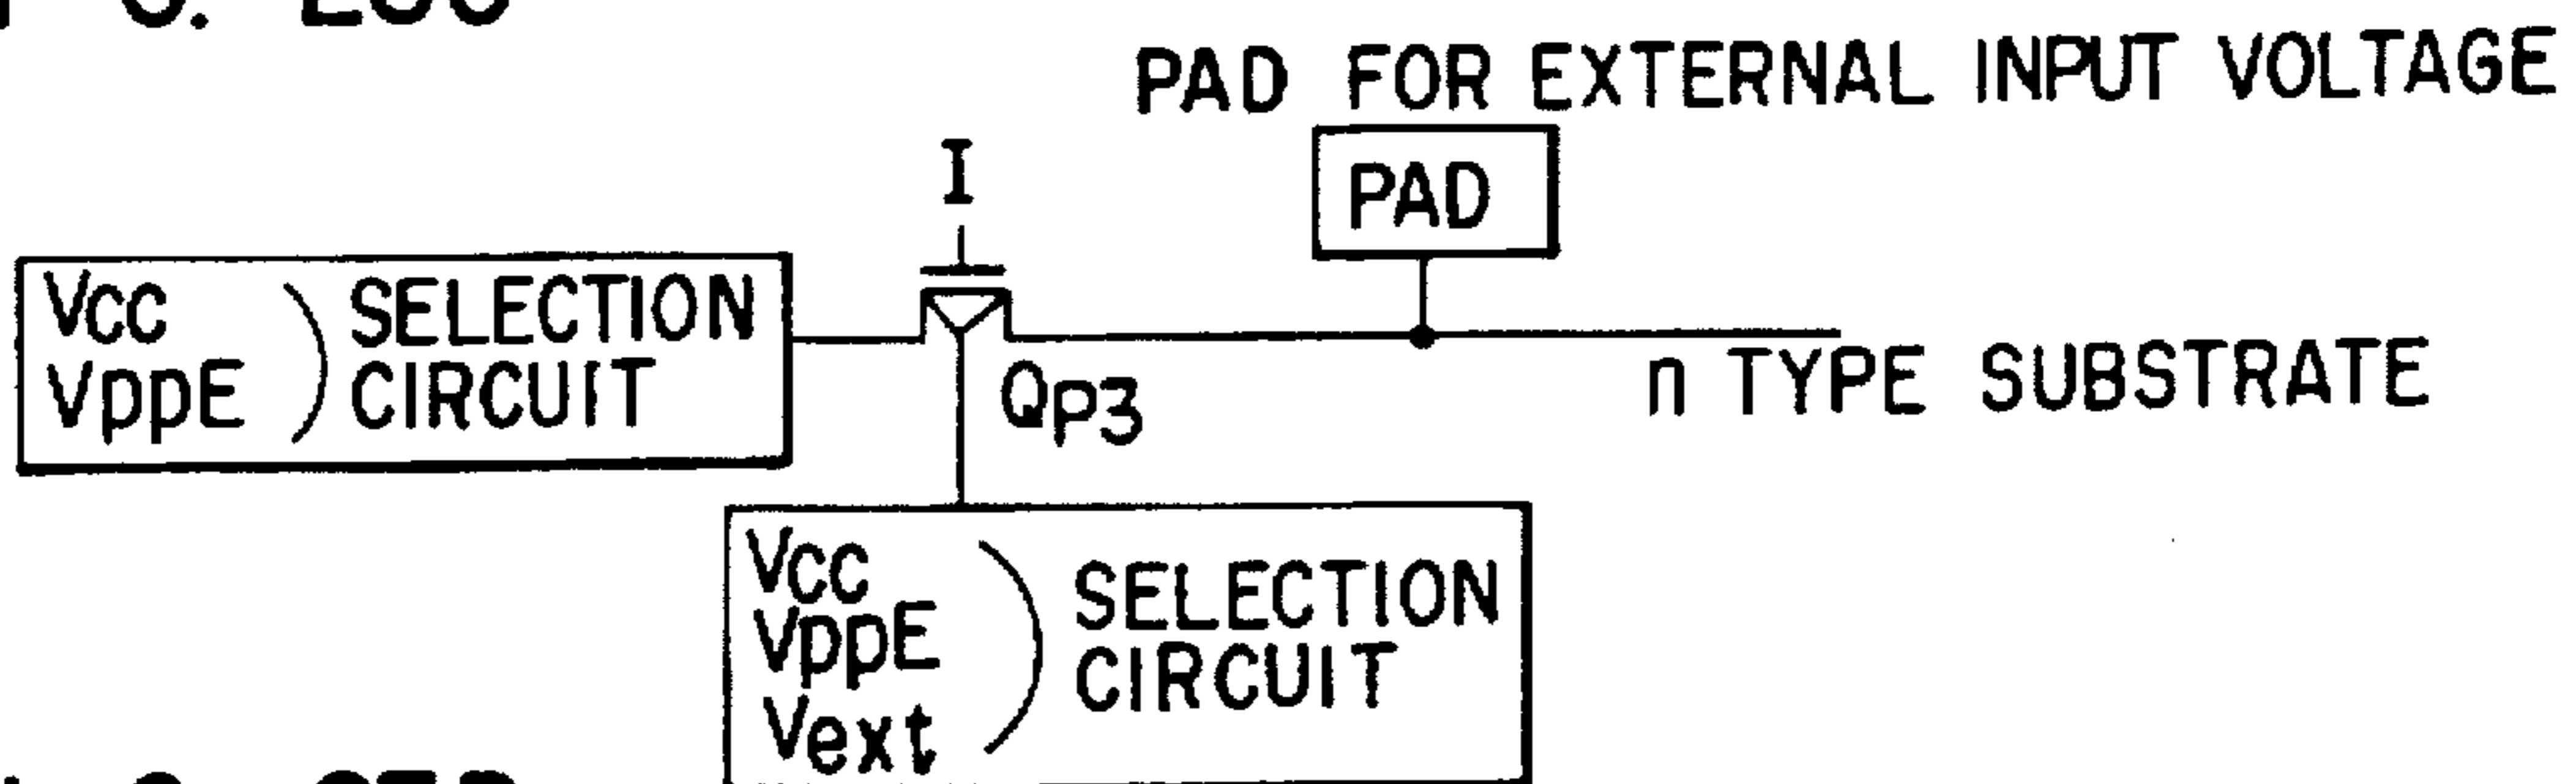 PAD FOR EXTERNAL INPUT VOLTAGE
I
PAD
Vcc
VppE
SELECTION
CIRCUIT
Qp3
n TYPE SUBSTRATE
Vcc
VppE
Vext
SELECTION
CIRCUIT